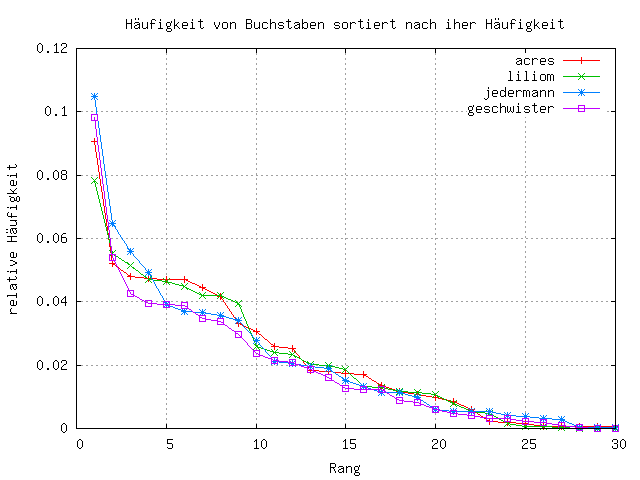 Häufigkeit von Buchstaben sortiert nach iher Häufigkeit
acres
liliom
jedermann
geschwister
relative Häufigkeit
0.12
0.1
0.08
0.06
0.04
0.02
0
0 5 10 15 20 25 30
Rang